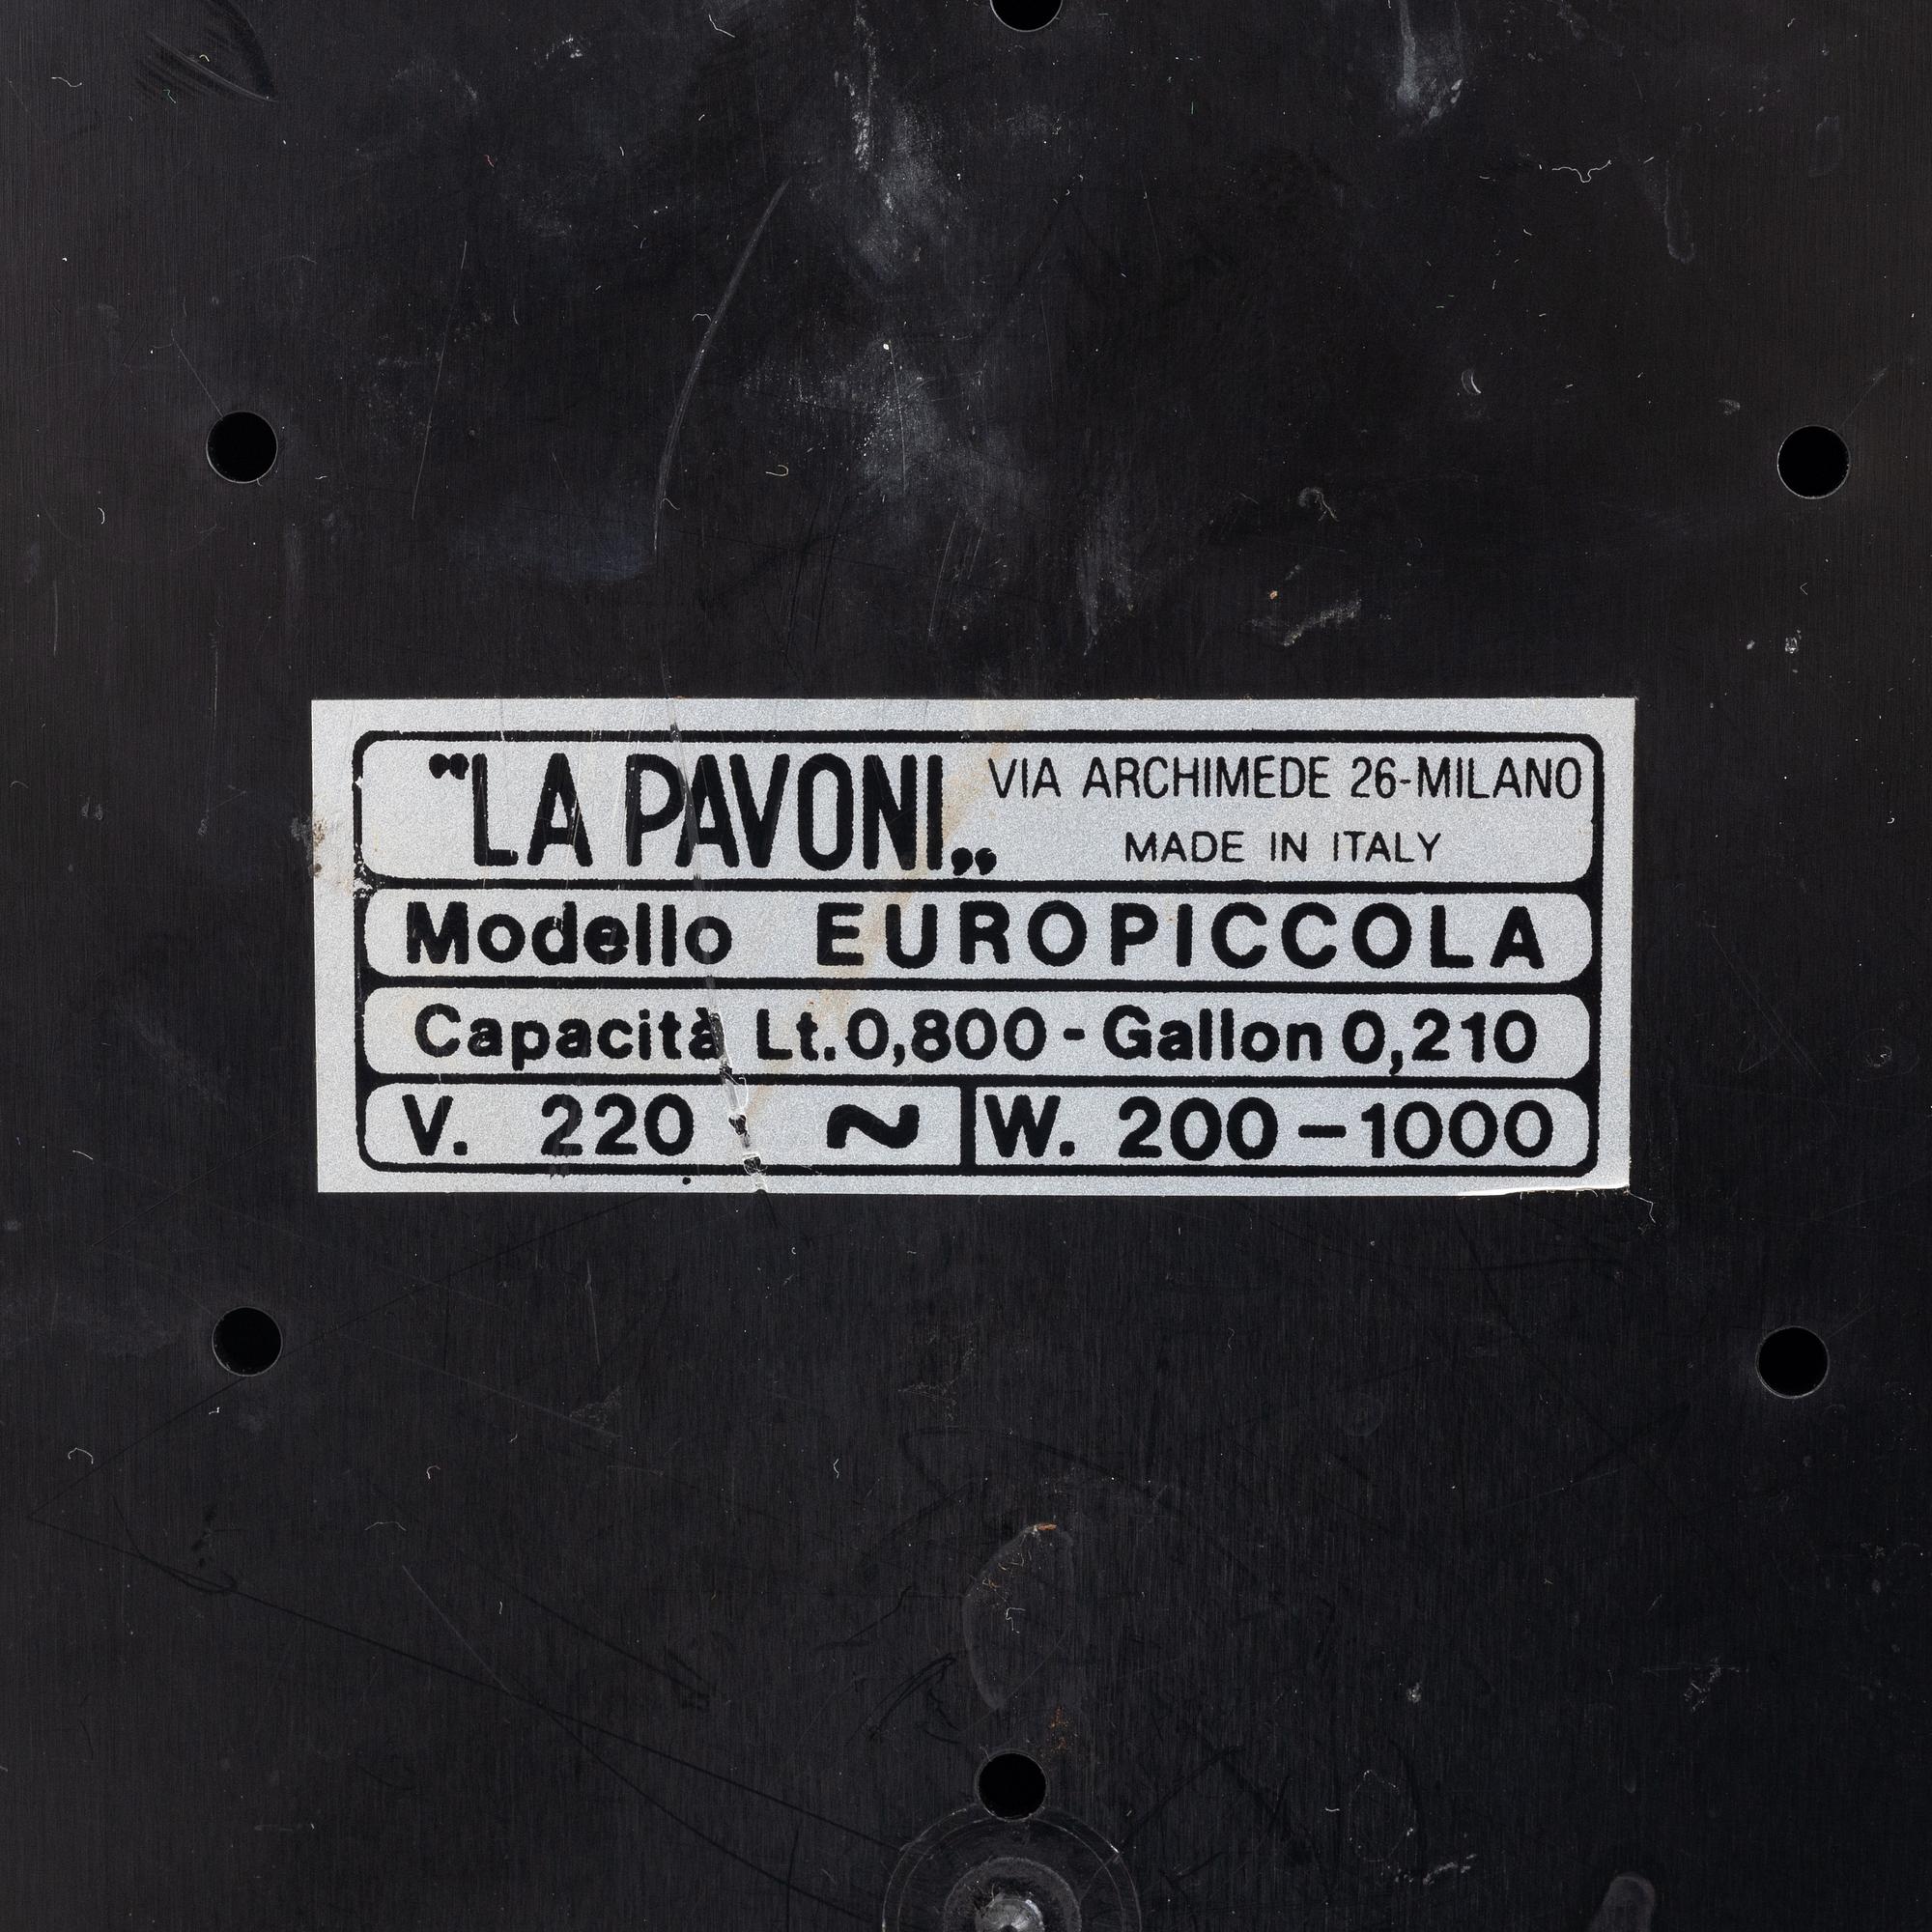 "LA PAVONI„
VIA ARCHIMEDE 26-MILANO
MADE IN ITALY
Modello EUROPICCOLA
Capacità Lt.0,800 - Gallon 0,210
V. 220 ~ W. 200-1000